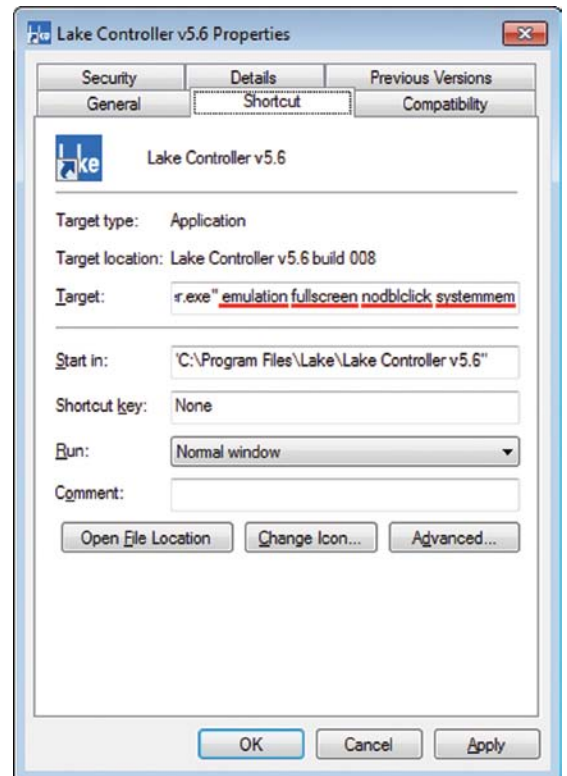 Lake Controller v5.6 Properties
Security Details Previous Versions
General Shortcut Compatibility
Lake
Lake Controller v5.6
Target type: Application
Target location: Lake Controller v5.6 build 008
Target: r.exe" emulation fullscreen nodblclick systemmem
Start in: "C:\Program Files\Lake\Lake Controller v5.6"
Shortcut key: None
Run: Normal window
Comment:
Open File Location Change Icon... Advanced...
OK Cancel Apply